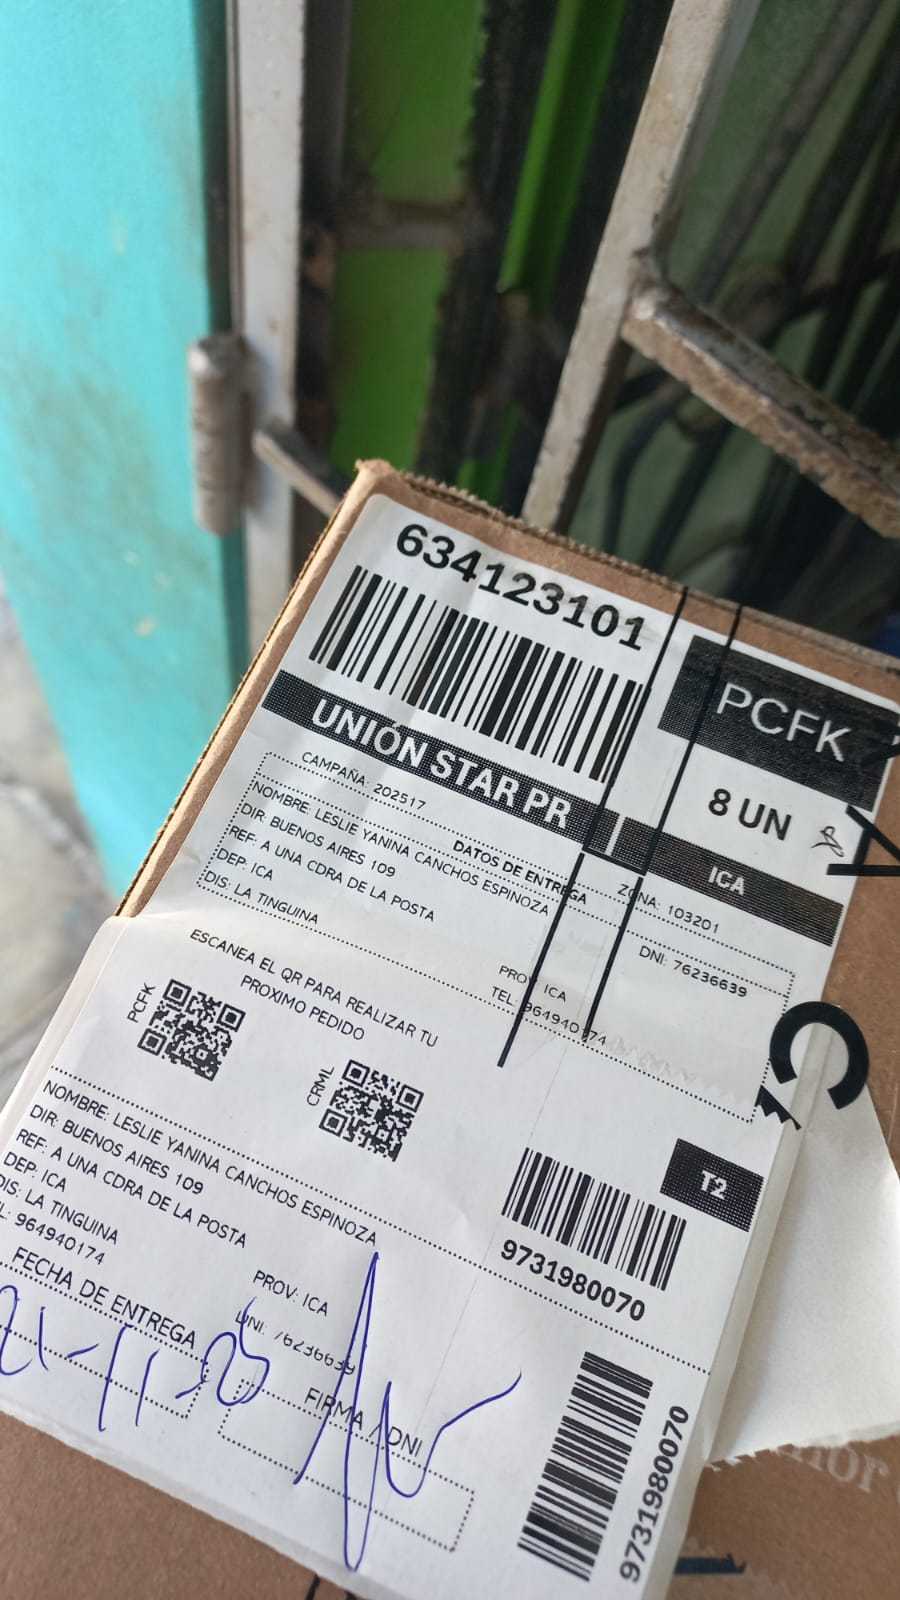 634123101
PCFK
UNIÓN STAR PR
8 UN
ICA
CAMPAÑA: 202517
ZONA: 103201
DATOS DE ENTREGA
NOMBRE: LESLIE YANINA CANCHOS ESPINOZA
DNI: 76236639
DIR: BUENOS AIRES 109
REF: A UNA CDRA DE LA POSTA
DEP: ICA
PROV: ICA
DIS: LA TINGUINA
TEL: 964940174
ESCANEA EL QR PARA REALIZAR TU
PROXIMO PEDIDO
PCFK
CRML
T2
9731980070
NOMBRE: LESLIE YANINA CANCHOS ESPINOZA
DIR: BUENOS AIRES 109
REF: A UNA CDRA DE LA POSTA
DEP: ICA
PROV: ICA
DIS: LA TINGUINA
DNI: 76236639
L: 964940174
FECHA DE ENTREGA
FIRMA / DNI
21-11-25
9731980070